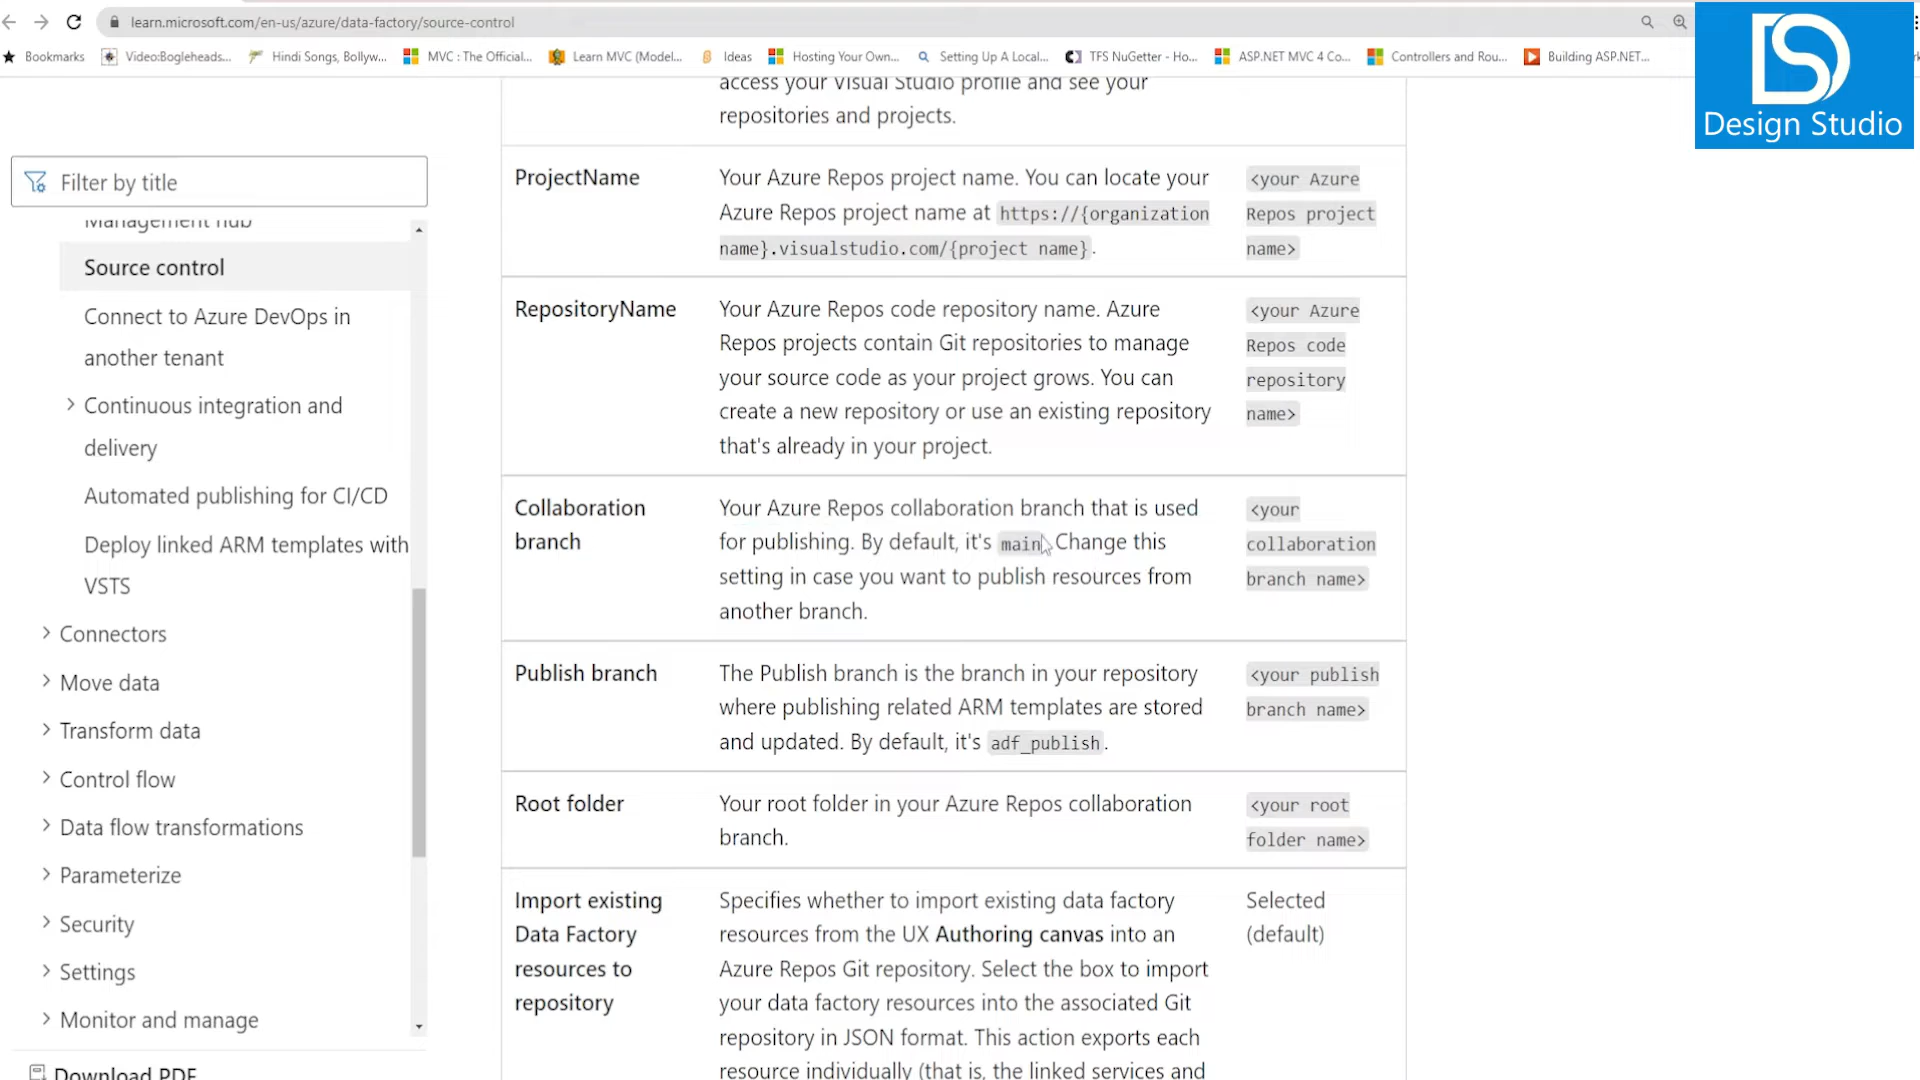 learn.microsoft.com/en-us/azure/data-factory/source-control
Bookmarks
Video:Bogleheads...
Hindi Songs, Bollyw...
MVC : The Official...
Learn MVC (Model...
Ideas
Hosting Your Own...
Setting Up A Local...
TFS NuGetter - Ho...
ASP.NET MVC 4 Co...
Controllers and Rou...
Building ASP.NET...
Design Studio
Filter by title
Management hub
Source control
Connect to Azure DevOps in
another tenant
Continuous integration and
delivery
Automated publishing for CI/CD
Deploy linked ARM templates with
VSTS
Connectors
Move data
Transform data
Control flow
Data flow transformations
Parameterize
Security
Settings
Monitor and manage
Download PDF
access your Visual Studio profile and see your
repositories and projects.
ProjectName
Your Azure Repos project name. You can locate your
Azure Repos project name at https://{organization
name}.visualstudio.com/{project name}.
<your Azure
Repos project
name>
RepositoryName
Your Azure Repos code repository name. Azure
Repos projects contain Git repositories to manage
your source code as your project grows. You can
create a new repository or use an existing repository
that's already in your project.
<your Azure
Repos code
repository
name>
Collaboration
branch
Your Azure Repos collaboration branch that is used
for publishing. By default, it's main. Change this
setting in case you want to publish resources from
another branch.
<your
collaboration
branch name>
Publish branch
The Publish branch is the branch in your repository
where publishing related ARM templates are stored
and updated. By default, it's adf_publish.
<your publish
branch name>
Root folder
Your root folder in your Azure Repos collaboration
branch.
<your root
folder name>
Import existing
Data Factory
resources to
repository
Specifies whether to import existing data factory
resources from the UX Authoring canvas into an
Azure Repos Git repository. Select the box to import
your data factory resources into the associated Git
repository in JSON format. This action exports each
resource individually (that is, the linked services and
Selected
(default)